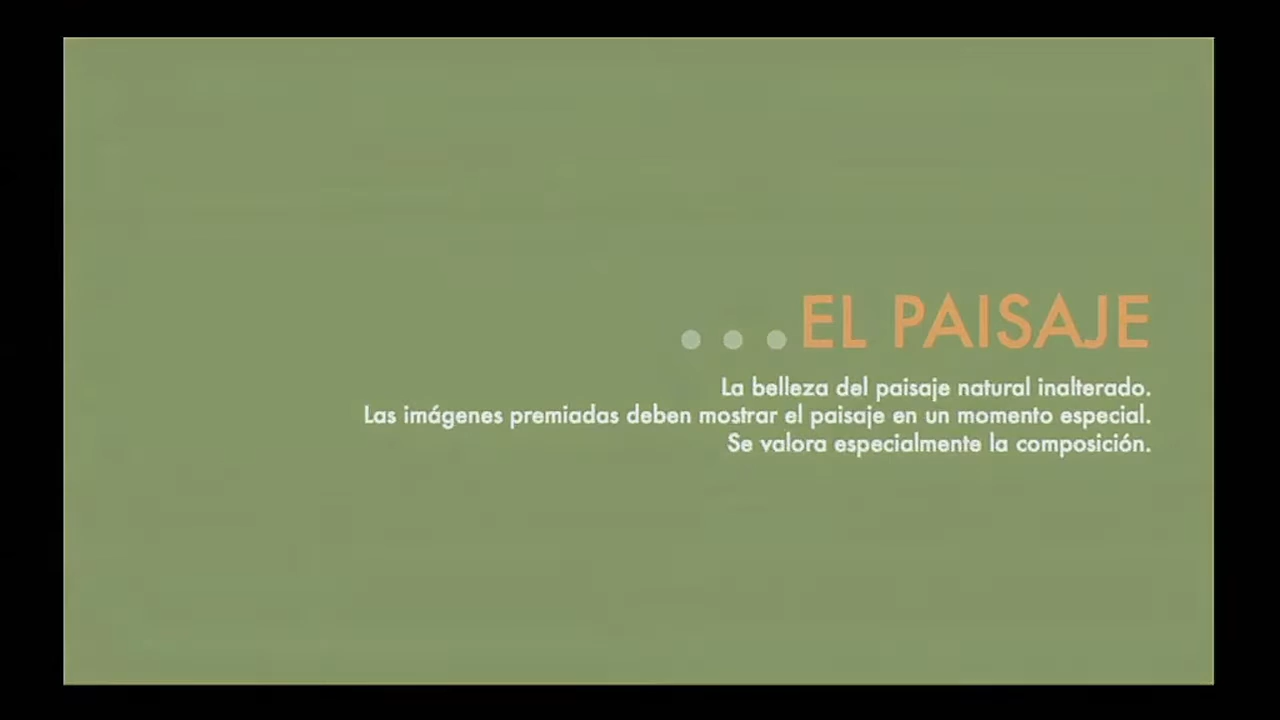 ...EL PAISAJE
La belleza del paisaje natural inalterado.
Las imágenes premiadas deben mostrar el paisaje en un momento especial.
Se valora especialmente la composición.